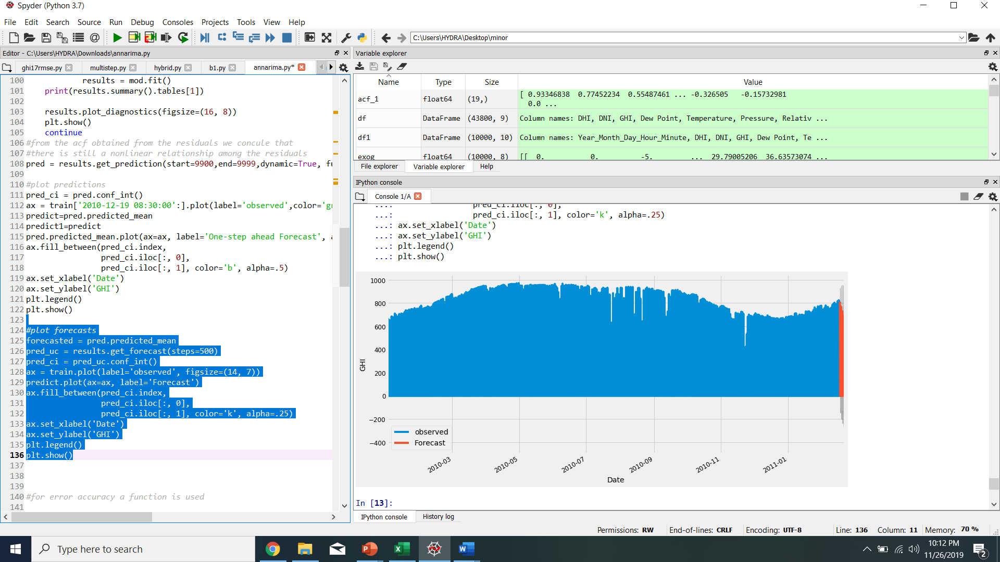 Spyder (Python 3.7)
File Edit Search Source Run Debug Consoles Projects Tools View Help
C:\Users\HYDRA\Desktop\minor
Editor - C:\Users\HYDRA\Downloads\annarima.py
ghi17rmse.py multistep.py hybrid.py b1.py annarima.py*
100 results = mod.fit()
101 print(results.summary().tables[1])
102
103 results.plot_diagnostics(figsize=(16, 8))
104 plt.show()
105 continue
106 #from the acf obtained from the residuals we concule that
107 #there is still a nonlinear relationship among the residuals
108 pred = results.get_prediction(start=9900,end=9999,dynamic=True, fu
109
110 #plot predictions
111 pred_ci = pred.conf_int()
112 ax = train['2010-12-19 08:30:00':].plot(label='observed',color='gr
113 predict=pred.predicted_mean
114 predict1=predict
115 pred.predicted_mean.plot(ax=ax, label='One-step ahead Forecast', a
116 ax.fill_between(pred_ci.index,
117 pred_ci.iloc[:, 0],
118 pred_ci.iloc[:, 1], color='b', alpha=.5)
119 ax.set_xlabel('Date')
120 ax.set_ylabel('GHI')
121 plt.legend()
122 plt.show()
123
124 #plot forecasts
125 forecasted = pred.predicted_mean
126 pred_uc = results.get_forecast(steps=500)
127 pred_ci = pred_uc.conf_int()
128 ax = train.plot(label='observed', figsize=(14, 7))
129 predict.plot(ax=ax, label='Forecast')
130 ax.fill_between(pred_ci.index,
131 pred_ci.iloc[:, 0],
132 pred_ci.iloc[:, 1], color='k', alpha=.25)
133 ax.set_xlabel('Date')
134 ax.set_ylabel('GHI')
135 plt.legend()
136 plt.show()
137
138
139
140 #for error accuracy a function is used
141
Variable explorer
Name Type Size Value
acf_1 float64 (19,) [ 0.93346838 0.77452234 0.55487461 ... -0.326505 -0.15732981
0.0 ...
df DataFrame (43800, 9) Column names: DHI, DNI, GHI, Dew Point, Temperature, Pressure, Relativ ...
df1 DataFrame (10000, 10) Column names: Year_Month_Day_Hour_Minute, DHI, DNI, GHI, Dew Point, Te ...
exog float64 (10000, 8) [[ 0. 0. -5. ... 29.79005206 36.63573074 ...
File explorer Variable explorer Help
IPython console
Console 1/A
...: pred_ci.iloc[:, 0],
...: pred_ci.iloc[:, 1], color='k', alpha=.25)
...: ax.set_xlabel('Date')
...: ax.set_ylabel('GHI')
...: plt.legend()
...: plt.show()
1000
800
600
400
200
0
−200
−400
GHI
observed
Forecast
2010-03 2010-05 2010-07 2010-09 2010-11 2011-01
Date
In [13]:
IPython console History log
Permissions: RW End-of-lines: CRLF Encoding: UTF-8 Line: 136 Column: 11 Memory: 70 %
Type here to search
10:12 PM
11/26/2019
2